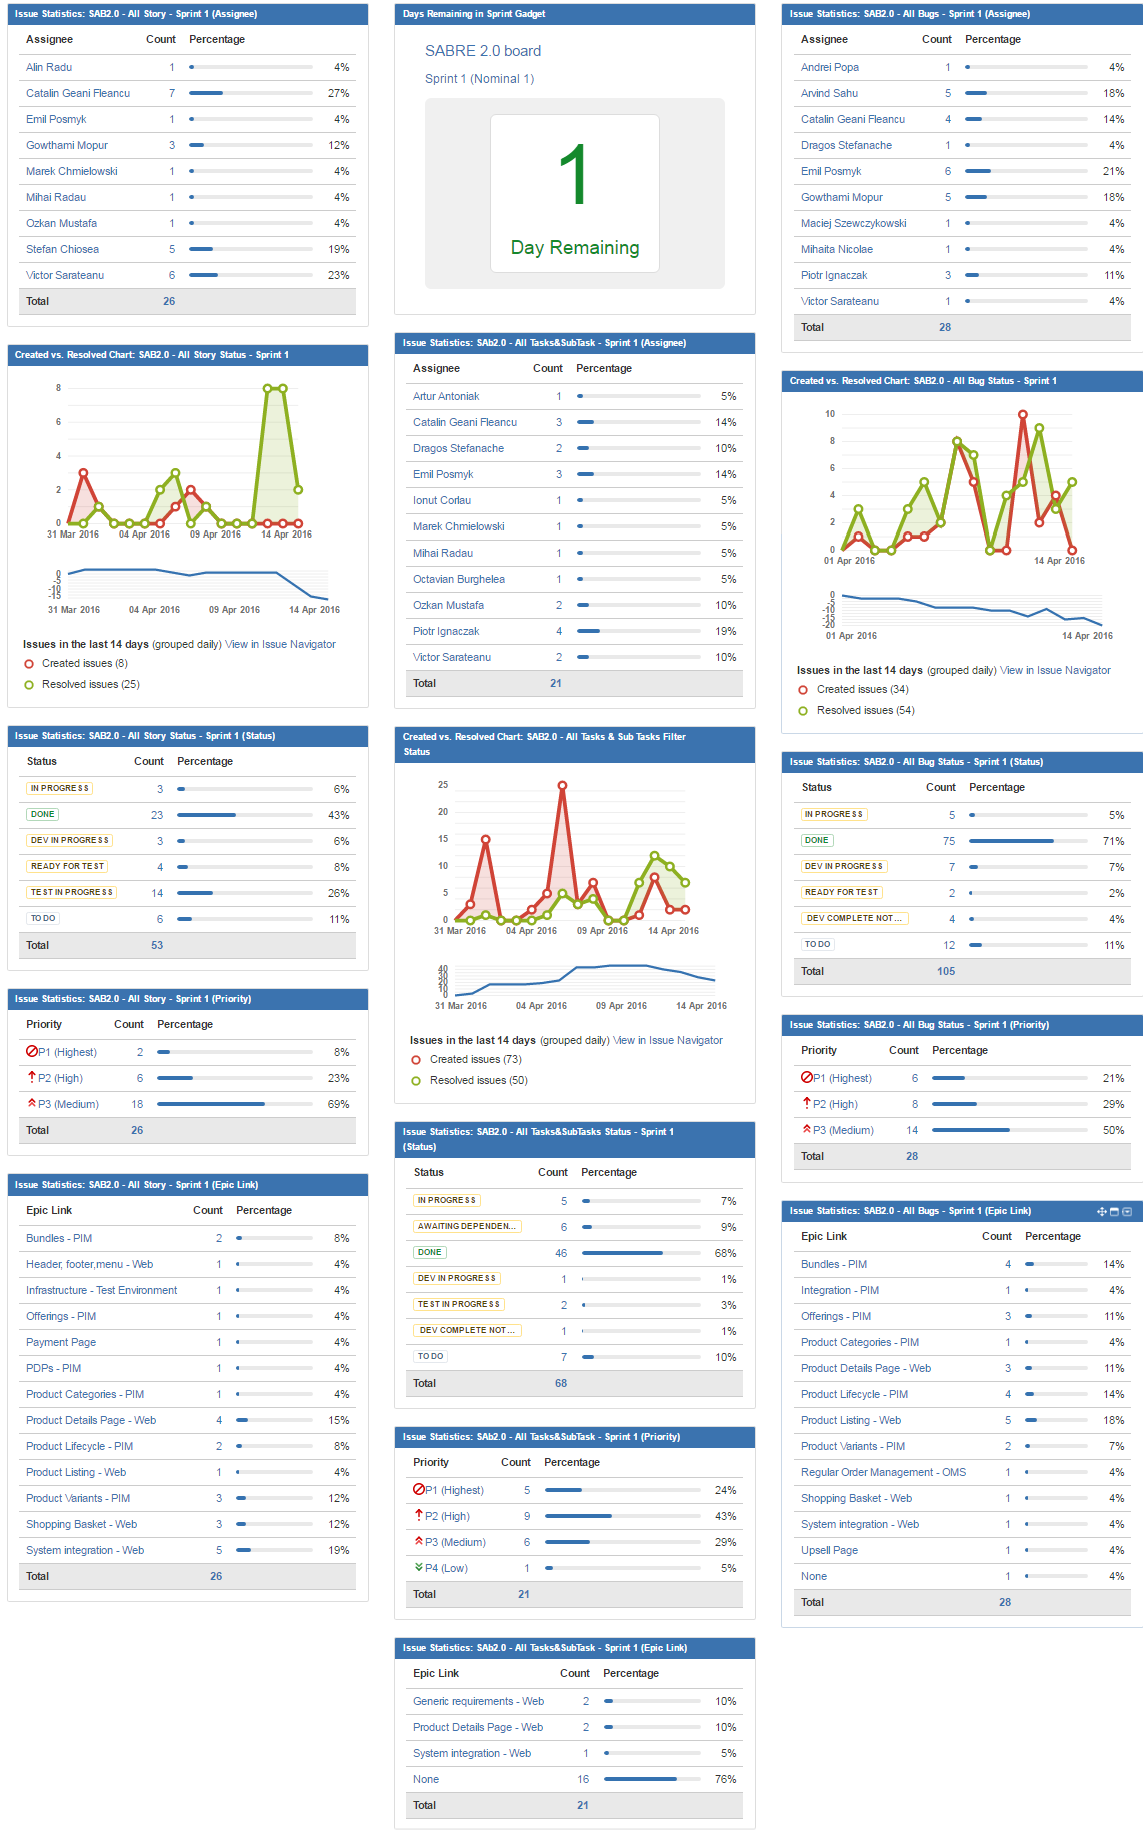 Issue Statistics: SAB2.0 - All Story - Sprint 1 (Assignee)
Assignee Count Percentage
Alin Radu 1 4%
Catalin Geani Fleancu 7 27%
Emil Posmyk 1 4%
Gowthami Mopur 3 12%
Marek Chmielowski 1 4%
Mihai Radau 1 4%
Ozkan Mustafa 1 4%
Stefan Chiosea 5 19%
Victor Sarateanu 6 23%
Total 26
Created vs. Resolved Chart: SAB2.0 - All Story Status - Sprint 1
8
6
4
2
0
31 Mar 2016 04 Apr 2016 09 Apr 2016 14 Apr 2016
0
-5
-10
-15
31 Mar 2016 04 Apr 2016 09 Apr 2016 14 Apr 2016
Issues in the last 14 days (grouped daily) View in Issue Navigator
Created issues (8)
Resolved issues (25)
Issue Statistics: SAB2.0 - All Story Status - Sprint 1 (Status)
Status Count Percentage
IN PROGRESS 3 6%
DONE 23 43%
DEV IN PROGRESS 3 6%
READY FOR TEST 4 8%
TEST IN PROGRESS 14 26%
TO DO 6 11%
Total 53
Issue Statistics: SAB2.0 - All Story - Sprint 1 (Priority)
Priority Count Percentage
P1 (Highest) 2 8%
P2 (High) 6 23%
P3 (Medium) 18 69%
Total 26
Issue Statistics: SAB2.0 - All Story - Sprint 1 (Epic Link)
Epic Link Count Percentage
Bundles - PIM 2 8%
Header, footer,menu - Web 1 4%
Infrastructure - Test Environment 1 4%
Offerings - PIM 1 4%
Payment Page 1 4%
PDPs - PIM 1 4%
Product Categories - PIM 1 4%
Product Details Page - Web 4 15%
Product Lifecycle - PIM 2 8%
Product Listing - Web 1 4%
Product Variants - PIM 3 12%
Shopping Basket - Web 3 12%
System integration - Web 5 19%
Total 26
Days Remaining in Sprint Gadget
SABRE 2.0 board
Sprint 1 (Nominal 1)
1
Day Remaining
Issue Statistics: SAb2.0 - All Tasks&SubTask - Sprint 1 (Assignee)
Assignee Count Percentage
Artur Antoniak 1 5%
Catalin Geani Fleancu 3 14%
Dragos Stefanache 2 10%
Emil Posmyk 3 14%
Ionut Corlau 1 5%
Marek Chmielowski 1 5%
Mihai Radau 1 5%
Octavian Burghelea 1 5%
Ozkan Mustafa 2 10%
Piotr Ignaczak 4 19%
Victor Sarateanu 2 10%
Total 21
Created vs. Resolved Chart: SAB2.0 - All Tasks & Sub Tasks Filter
Status
25
20
15
10
5
0
31 Mar 2016 04 Apr 2016 09 Apr 2016 14 Apr 2016
40
30
20
10
0
31 Mar 2016 04 Apr 2016 09 Apr 2016 14 Apr 2016
Issues in the last 14 days (grouped daily) View in Issue Navigator
Created issues (73)
Resolved issues (50)
Issue Statistics: SAB2.0 - All Tasks&SubTasks Status - Sprint 1
(Status)
Status Count Percentage
IN PROGRESS 5 7%
AWAITING DEPENDEN... 6 9%
DONE 46 68%
DEV IN PROGRESS 1 1%
TEST IN PROGRESS 2 3%
DEV COMPLETE NOT ... 1 1%
TO DO 7 10%
Total 68
Issue Statistics: SAb2.0 - All Tasks&SubTask - Sprint 1 (Priority)
Priority Count Percentage
P1 (Highest) 5 24%
P2 (High) 9 43%
P3 (Medium) 6 29%
P4 (Low) 1 5%
Total 21
Issue Statistics: SAb2.0 - All Tasks&SubTask - Sprint 1 (Epic Link)
Epic Link Count Percentage
Generic requirements - Web 2 10%
Product Details Page - Web 2 10%
System integration - Web 1 5%
None 16 76%
Total 21
Issue Statistics: SAB2.0 - All Bugs - Sprint 1 (Assignee)
Assignee Count Percentage
Andrei Popa 1 4%
Arvind Sahu 5 18%
Catalin Geani Fleancu 4 14%
Dragos Stefanache 1 4%
Emil Posmyk 6 21%
Gowthami Mopur 5 18%
Maciej Szewczykowski 1 4%
Mihaita Nicolae 1 4%
Piotr Ignaczak 3 11%
Victor Sarateanu 1 4%
Total 28
Created vs. Resolved Chart: SAB2.0 - All Bug Status - Sprint 1
10
8
6
4
2
0
01 Apr 2016 14 Apr 2016
0
-5
-10
-15
-20
01 Apr 2016 14 Apr 2016
Issues in the last 14 days (grouped daily) View in Issue Navigator
Created issues (34)
Resolved issues (54)
Issue Statistics: SAB2.0 - All Bug Status - Sprint 1 (Status)
Status Count Percentage
IN PROGRESS 5 5%
DONE 75 71%
DEV IN PROGRESS 7 7%
READY FOR TEST 2 2%
DEV COMPLETE NOT ... 4 4%
TO DO 12 11%
Total 105
Issue Statistics: SAB2.0 - All Bug Status - Sprint 1 (Priority)
Priority Count Percentage
P1 (Highest) 6 21%
P2 (High) 8 29%
P3 (Medium) 14 50%
Total 28
Issue Statistics: SAB2.0 - All Bugs - Sprint 1 (Epic Link)
Epic Link Count Percentage
Bundles - PIM 4 14%
Integration - PIM 1 4%
Offerings - PIM 3 11%
Product Categories - PIM 1 4%
Product Details Page - Web 3 11%
Product Lifecycle - PIM 4 14%
Product Listing - Web 5 18%
Product Variants - PIM 2 7%
Regular Order Management - OMS 1 4%
Shopping Basket - Web 1 4%
System integration - Web 1 4%
Upsell Page 1 4%
None 1 4%
Total 28